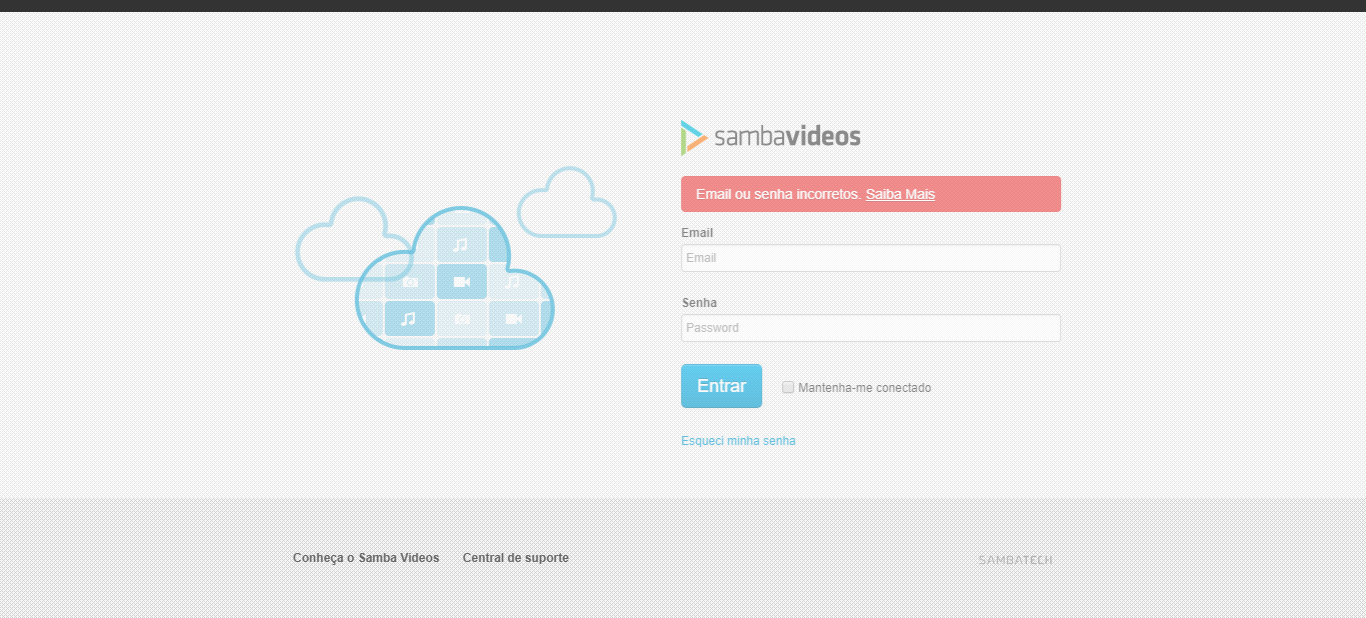 sambavideos
Email ou senha incorretos. Saiba Mais
Email
Email
Senha
Password
Entrar
Mantenha-me conectado
Esqueci minha senha
Conheça o Samba Videos
Central de suporte
SAMBATECH